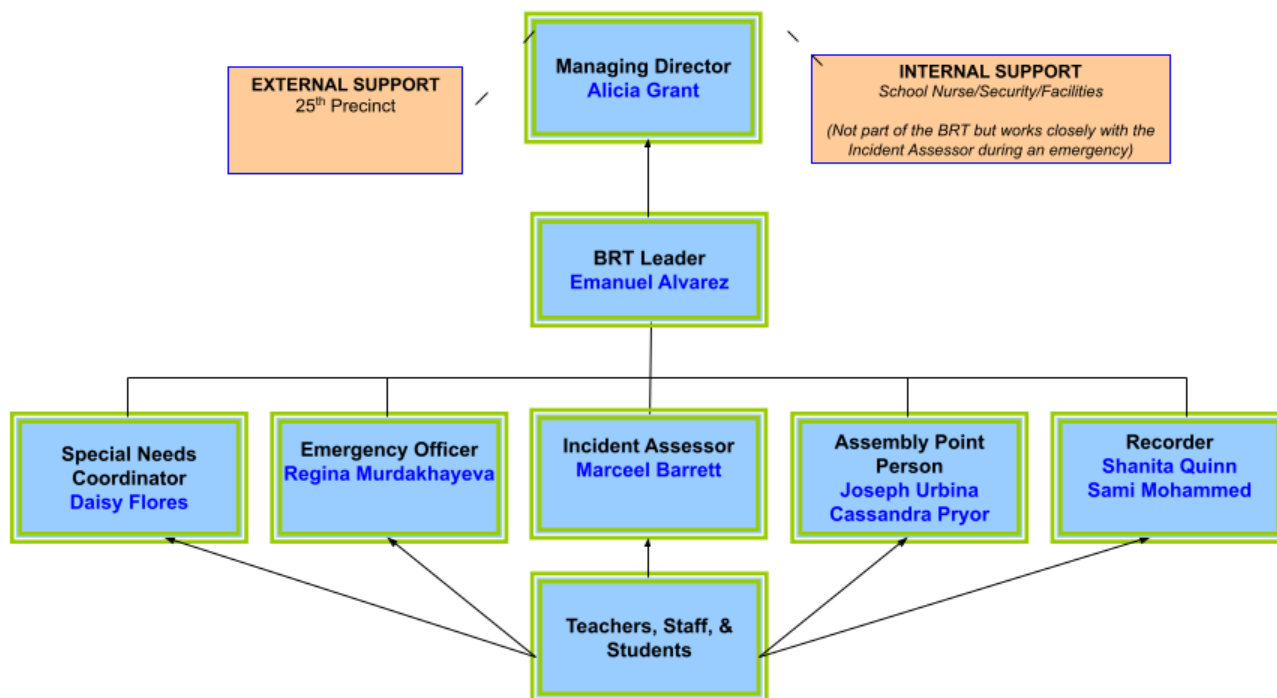 Managing Director
Alicia Grant
EXTERNAL SUPPORT
25th Precinct
INTERNAL SUPPORT
School Nurse/Security/Facilities
(Not part of the BRT but works closely with the
Incident Assessor during an emergency)
BRT Leader
Emanuel Alvarez
Special Needs
Coordinator
Daisy Flores
Emergency Officer
Regina Murdakhayeva
Incident Assessor
Marceel Barrett
Assembly Point
Person
Joseph Urbina
Cassandra Pryor
Recorder
Shanita Quinn
Sami Mohammed
Teachers, Staff, &
Students